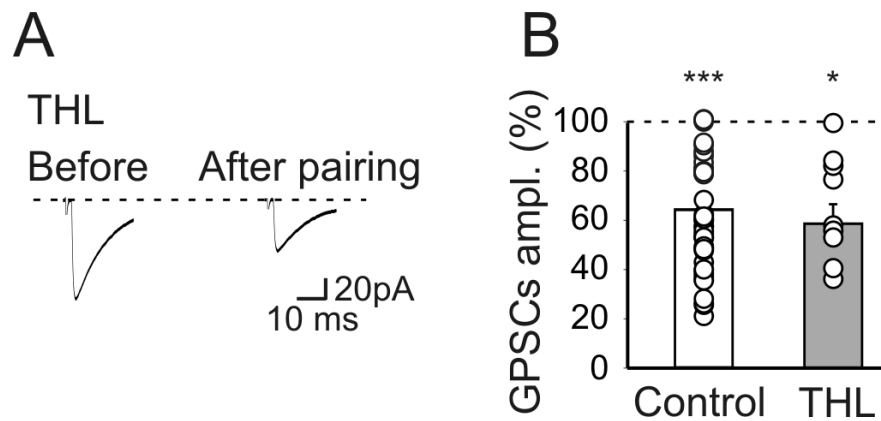 A
THL
Before After pairing
20pA
10 ms
B
*** *
GPSCs ampl. (%)
100
80
60
40
20
0
Control THL